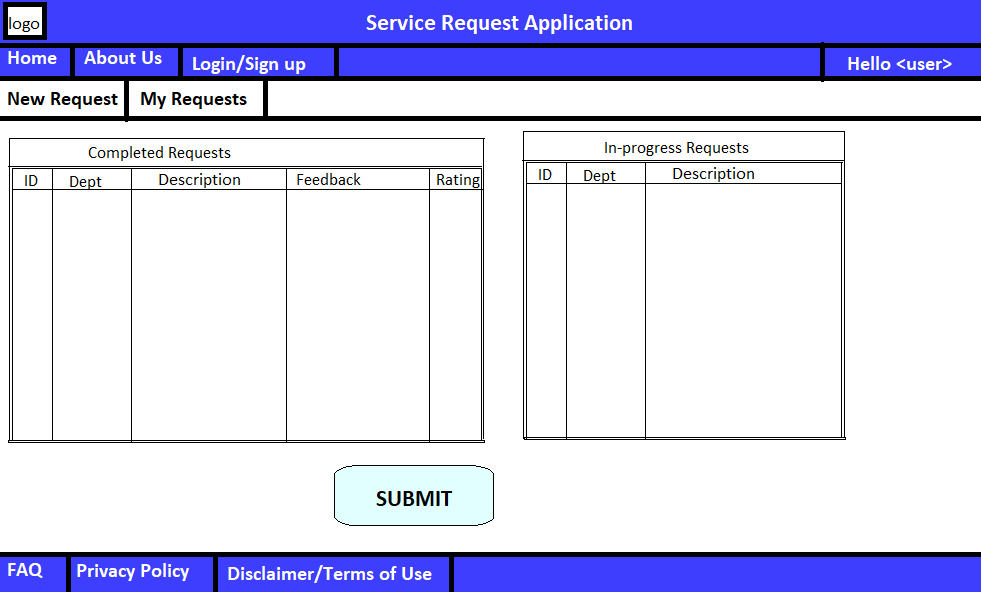 logo
Service Request Application
Home About Us Login/Sign up Hello <user>
New Request My Requests
Completed Requests
ID Dept Description Feedback Rating
In-progress Requests
ID Dept Description
SUBMIT
FAQ Privacy Policy Disclaimer/Terms of Use